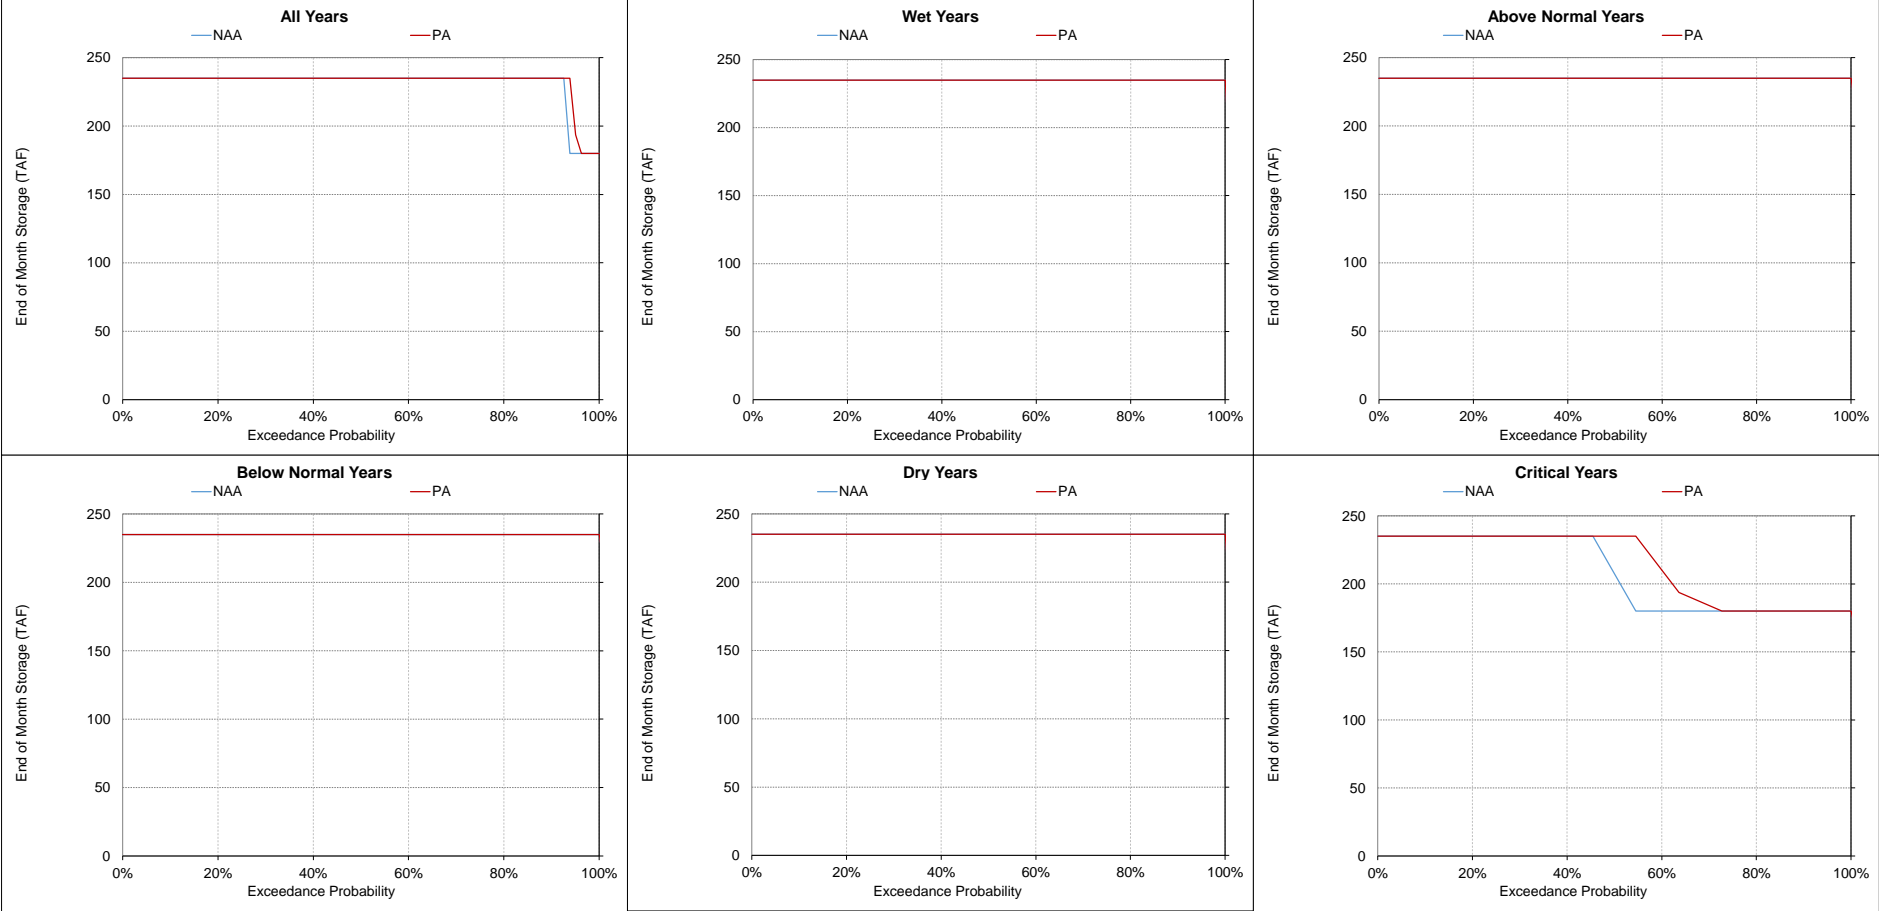 All Years
NAA PA
250
200
150
100
50
0
0% 20% 40% 60% 80% 100%
Exceedance Probability
End of Month Storage (TAF)
Wet Years
NAA PA
250
200
150
100
50
0
0% 20% 40% 60% 80% 100%
Exceedance Probability
End of Month Storage (TAF)
Above Normal Years
NAA PA
250
200
150
100
50
0
0% 20% 40% 60% 80% 100%
Exceedance Probability
End of Month Storage (TAF)
Below Normal Years
NAA PA
250
200
150
100
50
0
0% 20% 40% 60% 80% 100%
Exceedance Probability
End of Month Storage (TAF)
Dry Years
NAA PA
250
200
150
100
50
0
0% 20% 40% 60% 80% 100%
Exceedance Probability
End of Month Storage (TAF)
Critical Years
NAA PA
250
200
150
100
50
0
0% 20% 40% 60% 80% 100%
Exceedance Probability
End of Month Storage (TAF)